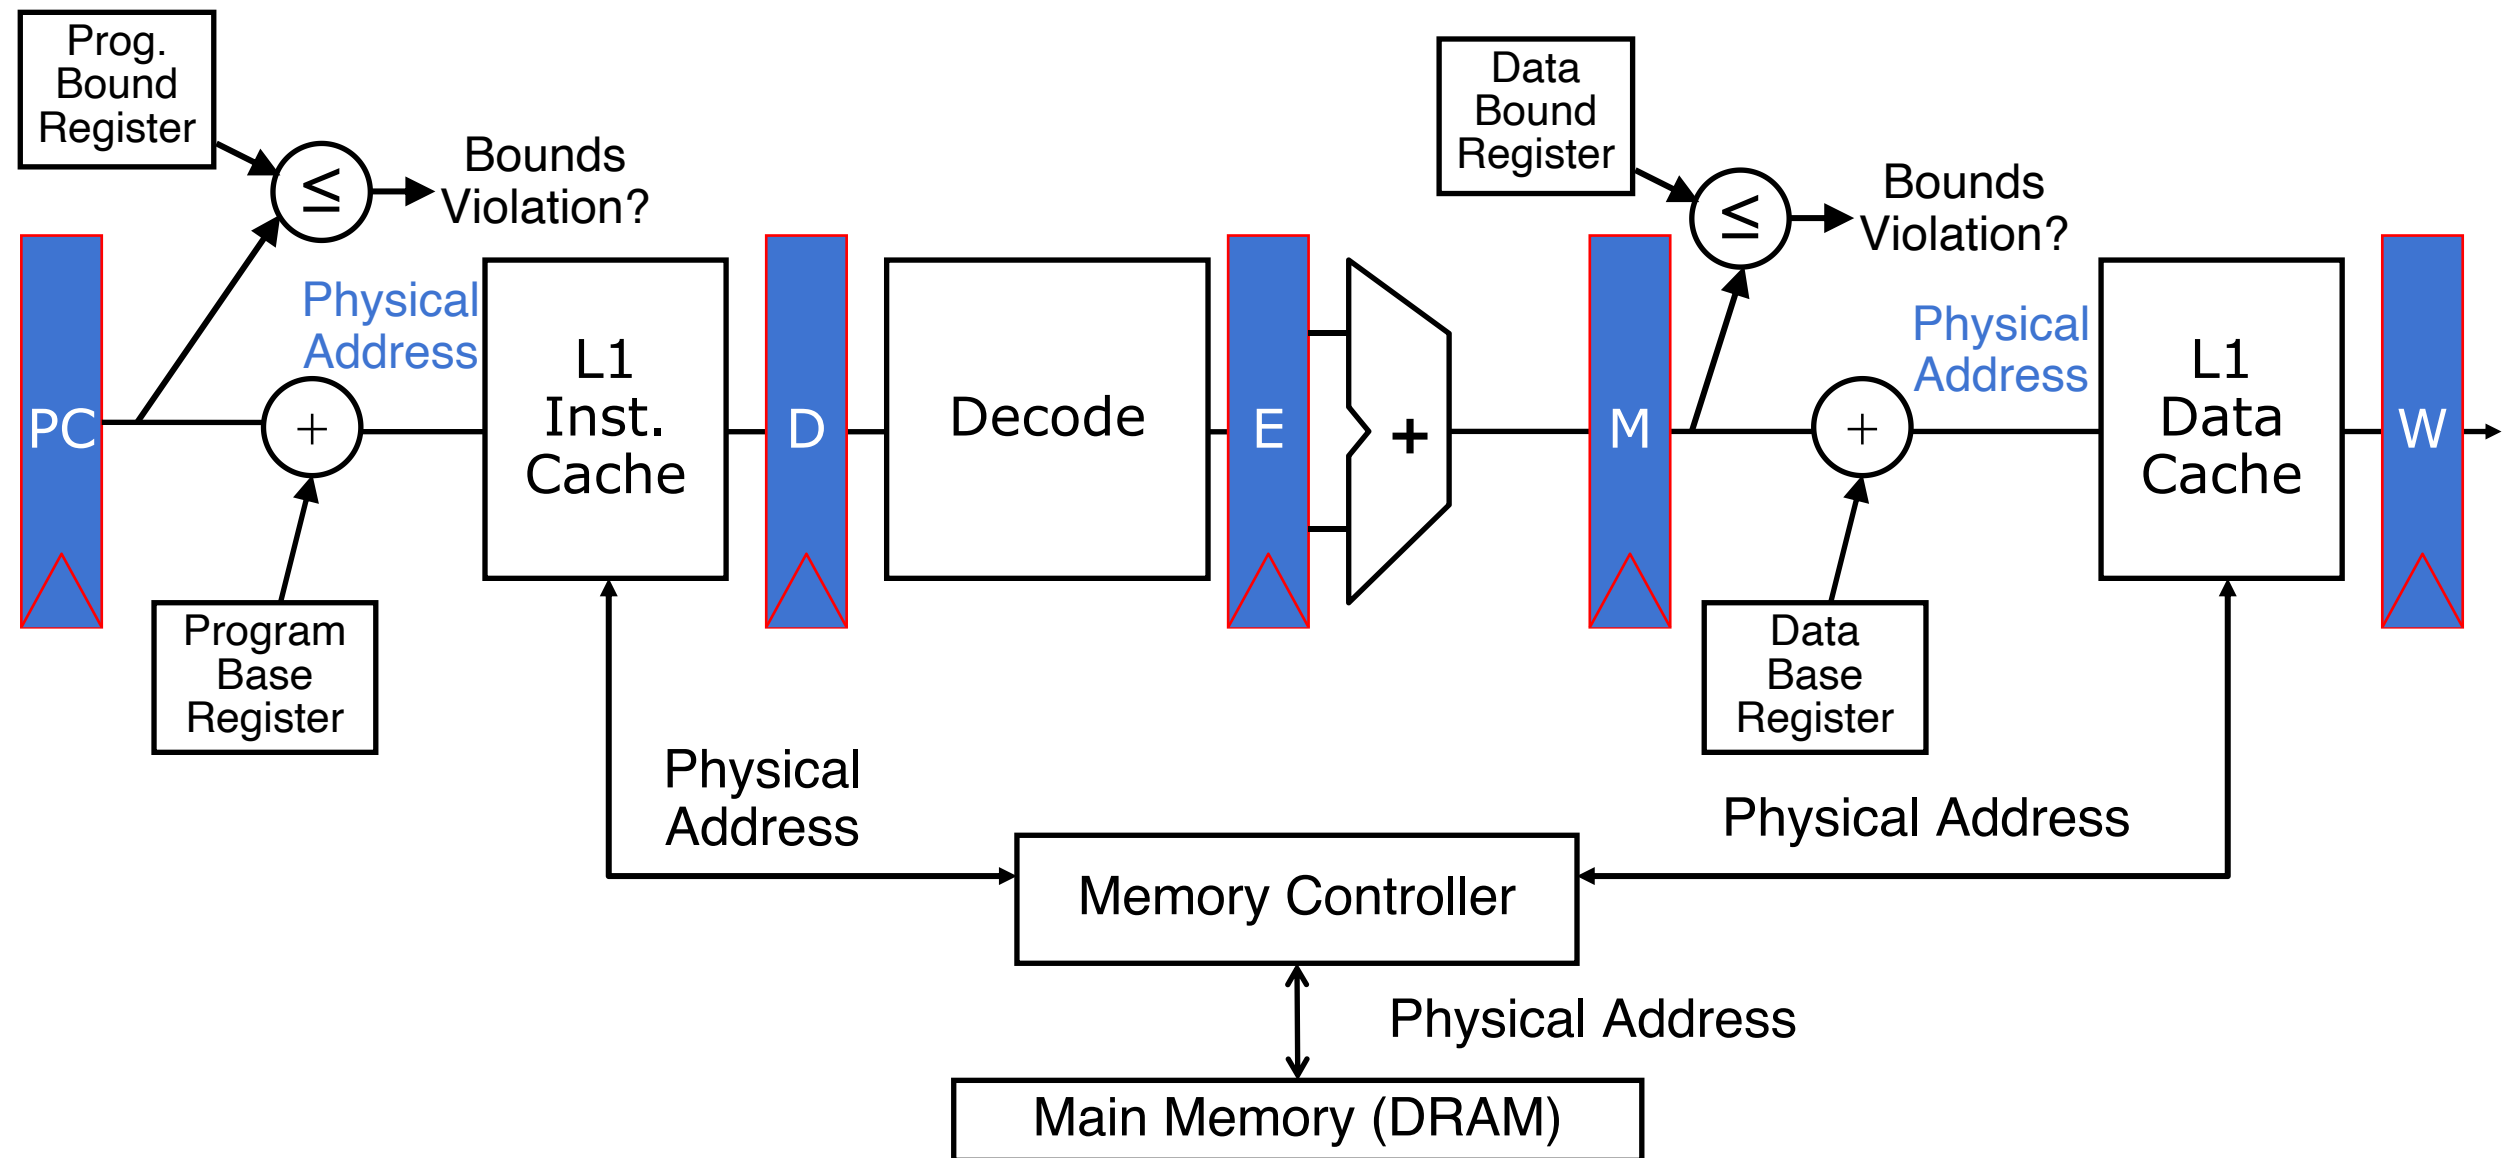 Prog.
Bound
Register
≤
Bounds
Violation?
Data
Bound
Register
≤
Bounds
Violation?
Physical
Address
Physical
Address
PC
+
L1
Inst.
Cache
D
Decode
E
+
M
+
L1
Data
Cache
W
Program
Base
Register
Data
Base
Register
Physical
Address
Physical Address
Memory Controller
Physical Address
Main Memory (DRAM)